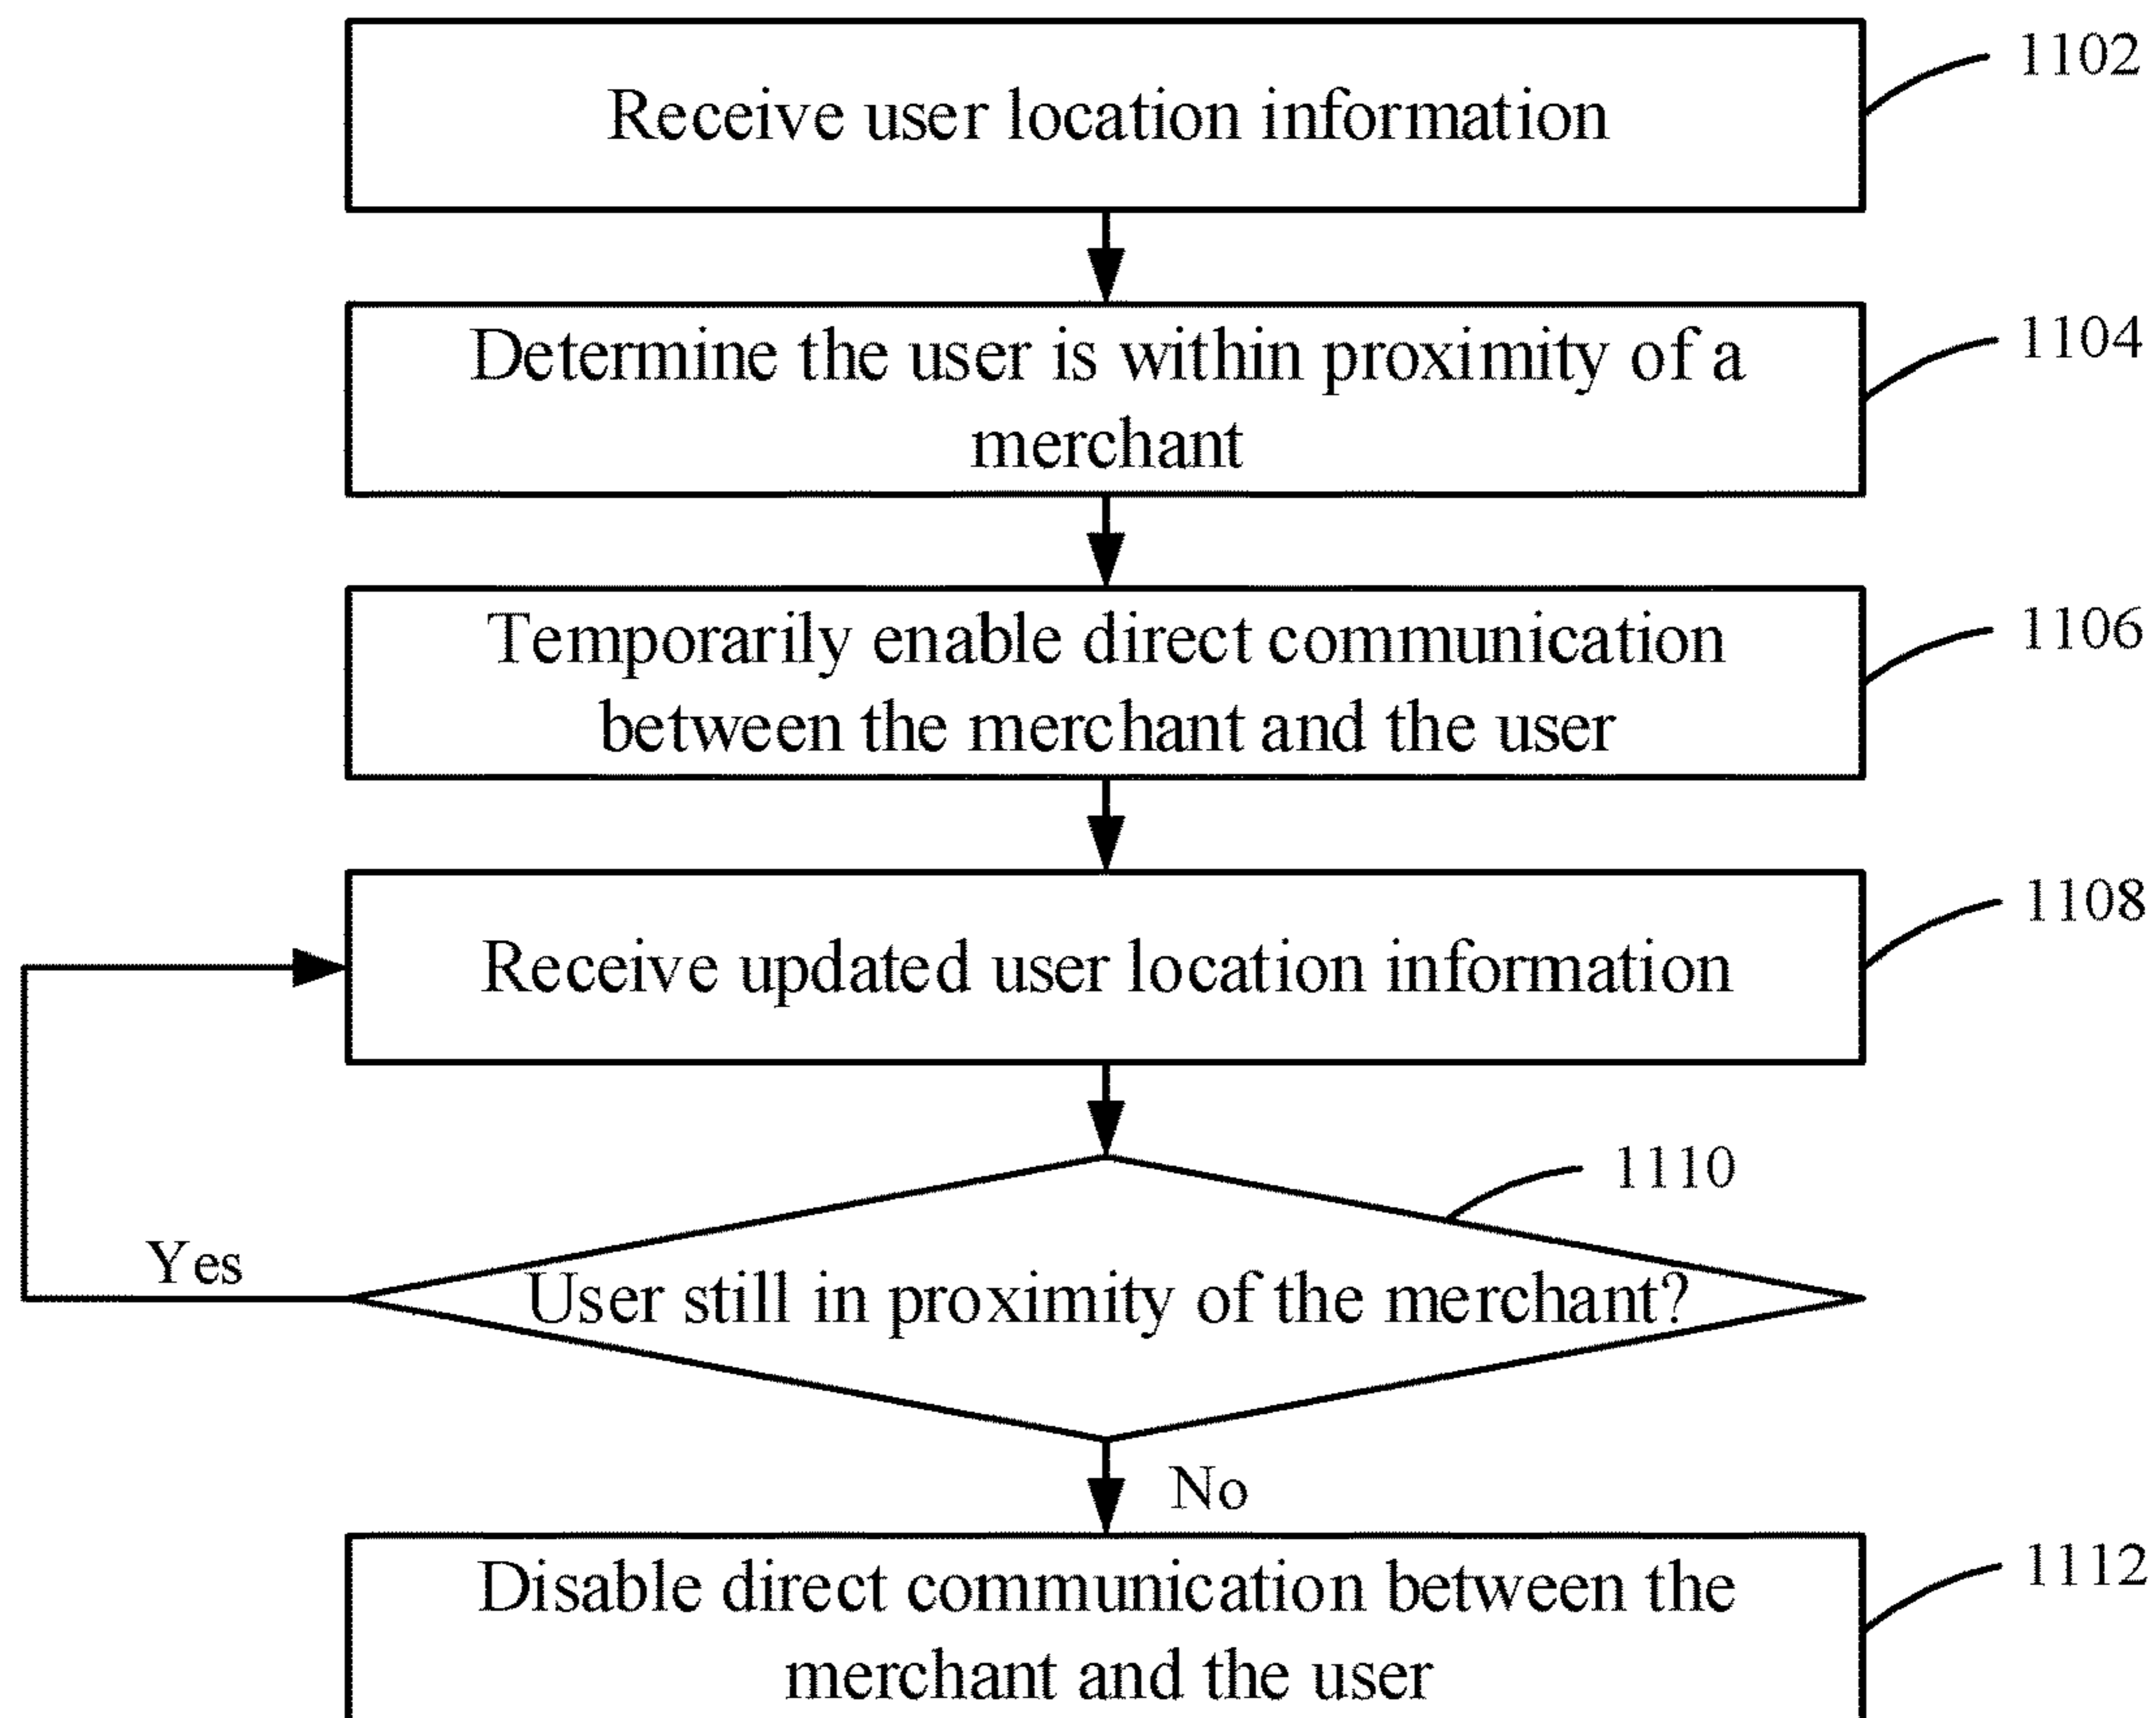 1102
Receive user location information
1104
Determine the user is within proximity of a
merchant
1106
Temporarily enable direct communication
between the merchant and the user
1108
Receive updated user location information
1110
Yes
User still in proximity of the merchant?
No
1112
Disable direct communication between the
merchant and the user